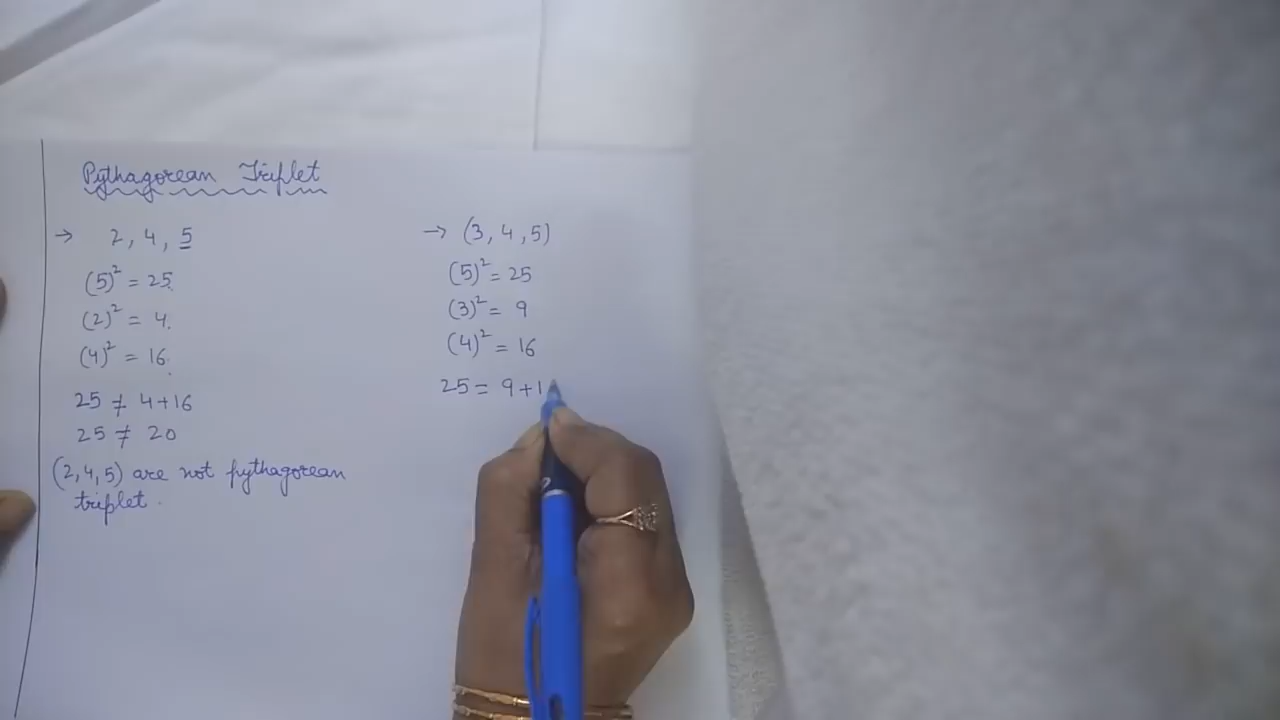 Pythagorean Triplet
→ 2, 4, 5
(5)² = 25
(2)² = 4
(4)² = 16
25 ≠ 4+16
25 ≠ 20
(2,4,5) are not pythagorean
triplet.
→ (3, 4, 5)
(5)² = 25
(3)² = 9
(4)² = 16
25 = 9+1